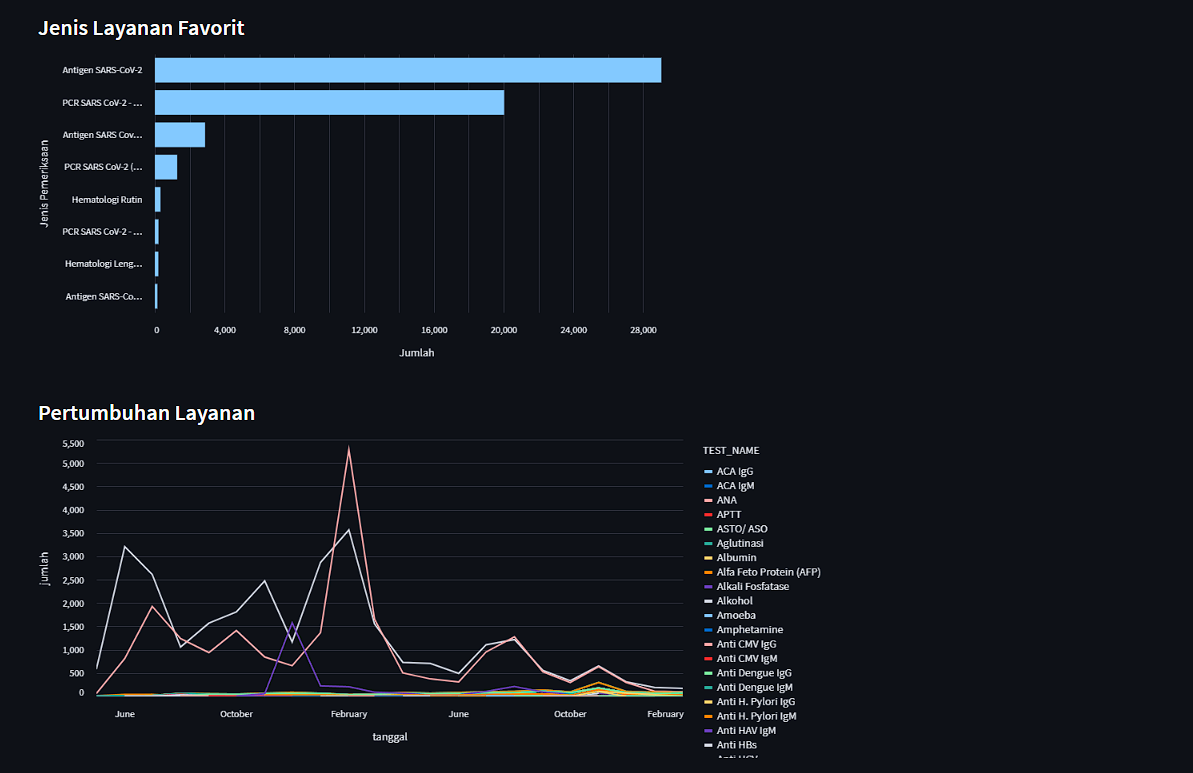 Jenis Layanan Favorit
Jenis Pemeriksaan
Antigen SARS-CoV-2
PCR SARS CoV-2 - …
Antigen SARS Cov…
PCR SARS CoV-2 (…
Hematologi Rutin
PCR SARS CoV-2 - …
Hematologi Leng…
Antigen SARS-Co…
0 4,000 8,000 12,000 16,000 20,000 24,000 28,000
Jumlah
Pertumbuhan Layanan
jumlah
5,500
5,000
4,500
4,000
3,500
3,000
2,500
2,000
1,500
1,000
500
0
June October February June October February
tanggal
TEST_NAME
ACA IgG
ACA IgM
ANA
APTT
ASTO/ ASO
Aglutinasi
Albumin
Alfa Feto Protein (AFP)
Alkali Fosfatase
Alkohol
Amoeba
Amphetamine
Anti CMV IgG
Anti CMV IgM
Anti Dengue IgG
Anti Dengue IgM
Anti H. Pylori IgG
Anti H. Pylori IgM
Anti HAV IgM
Anti HBs